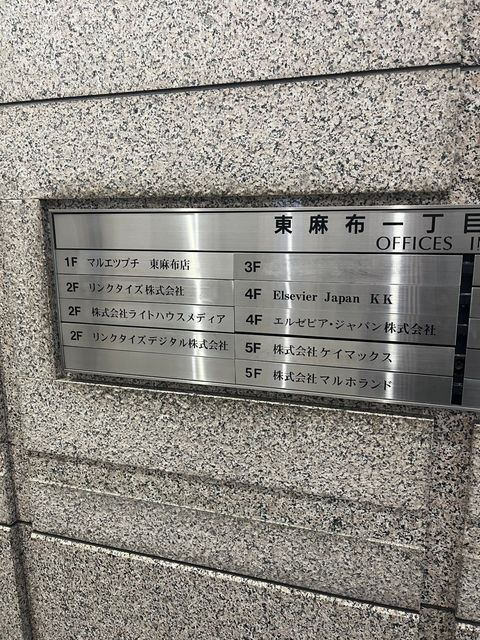 東麻布一丁目
OFFICES
1F マルエツプチ 東麻布店
2F リンクタイズ株式会社
2F 株式会社ライトハウスメディア
2F リンクタイズデジタル株式会社
3F
4F Elsevier Japan KK
4F エルゼビア・ジャパン株式会社
5F 株式会社ケイマックス
5F 株式会社マルホランド